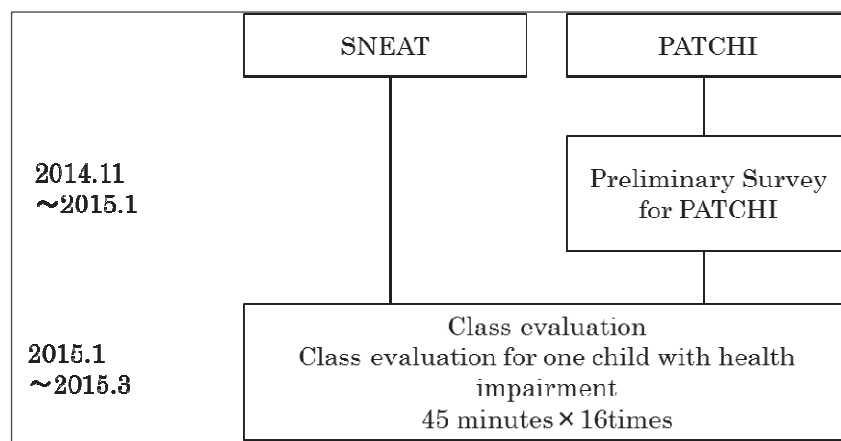 SNEAT
PATCHI
2014.11
～2015.1
Preliminary Survey
for PATCHI
2015.1
～2015.3
Class evaluation
Class evaluation for one child with health
impairment
45 minutes×16times